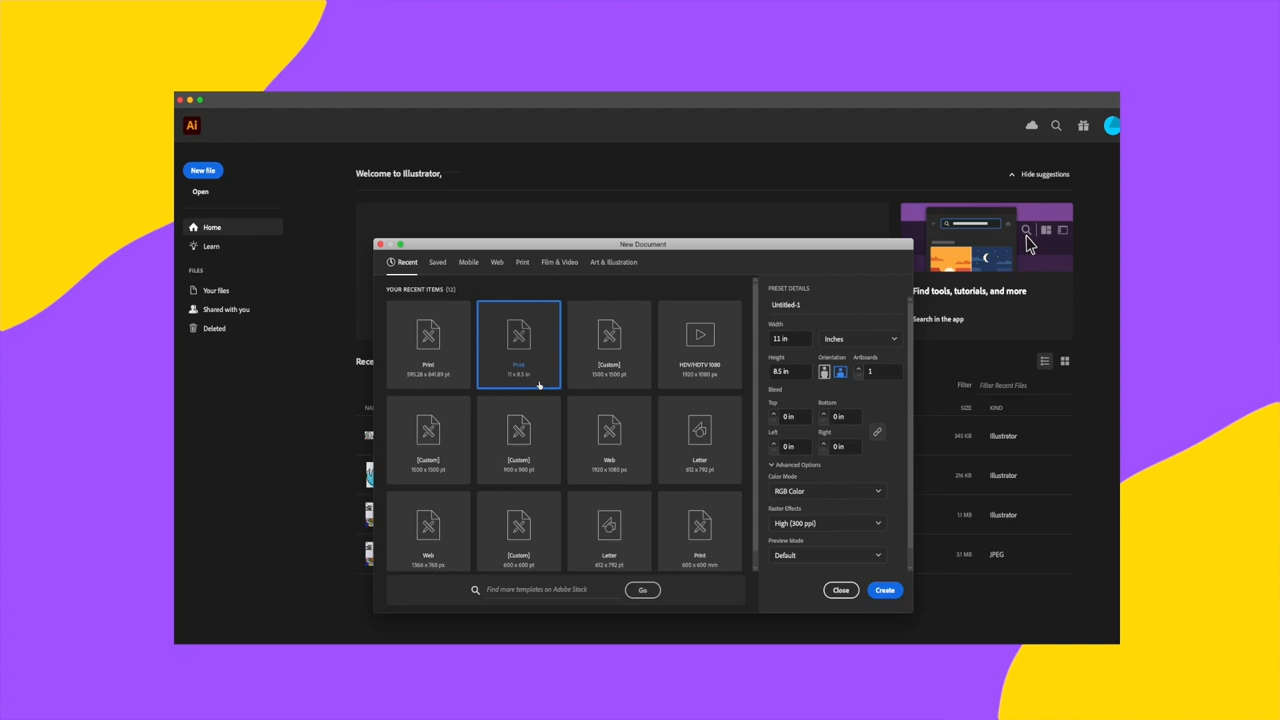 Ai
New file
Open
Home
Learn
FILES
Your files
Shared with you
Deleted
Welcome to Illustrator,
Hide suggestions
Find tools, tutorials, and more
Search in the app
Rece
NA
Filter
Filter Recent Files
SIZE
KIND
345 KB
Illustrator
216 KB
Illustrator
1.1 MB
Illustrator
3.1 MB
JPEG
New Document
Recent
Saved
Mobile
Web
Print
Film & Video
Art & Illustration
YOUR RECENT ITEMS (12)
Print
595.28 x 841.89 pt
Print
11 x 8.5 in
[Custom]
1500 x 1500 pt
HDV/HDTV 1080
1920 x 1080 px
[Custom]
1500 x 1500 pt
[Custom]
900 x 900 pt
Web
1920 x 1080 px
Letter
612 x 792 pt
Web
1366 x 768 px
[Custom]
600 x 600 pt
Letter
612 x 792 pt
Print
600 x 600 mm
Find more templates on Adobe Stock
Go
PRESET DETAILS
Untitled-1
Width
11 in
Inches
Height
Orientation
Artboards
8.5 in
1
Bleed
Top
Bottom
0 in
0 in
Left
Right
0 in
0 in
Advanced Options
Color Mode
RGB Color
Raster Effects
High (300 ppi)
Preview Mode
Default
Close
Create